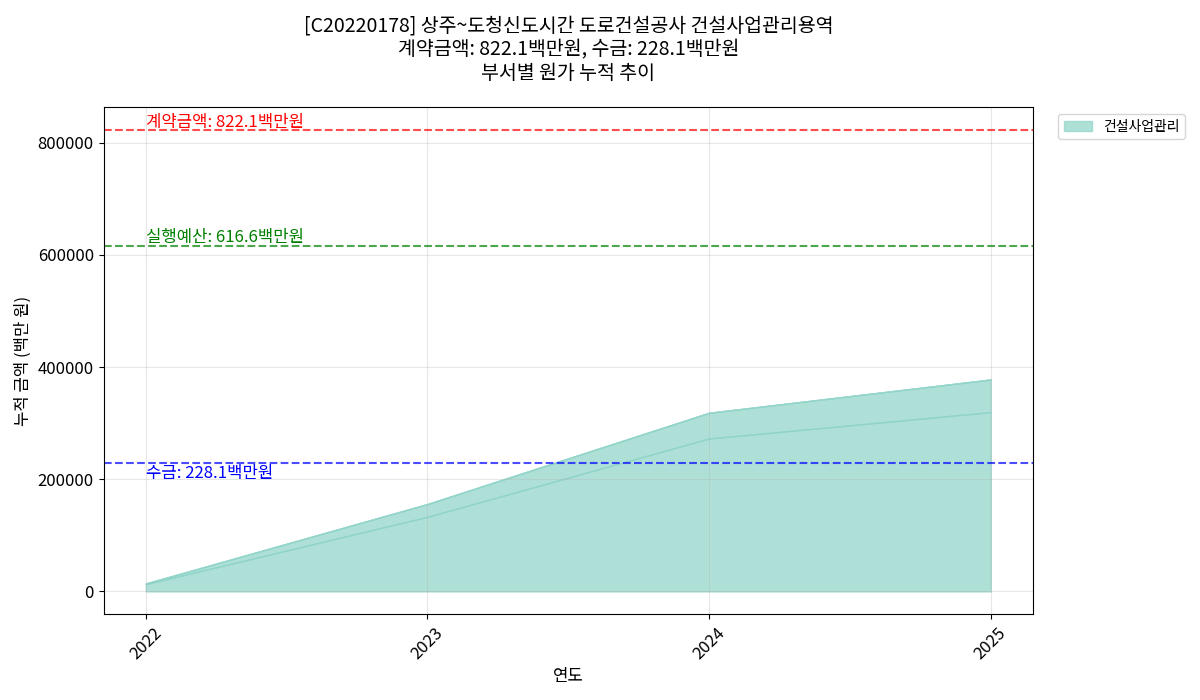 [C20220178] 상주~도청신도시간 도로건설공사 건설사업관리용역
계약금액: 822.1백만원, 수금: 228.1백만원
부서별 원가 누적 추이
계약금액: 822.1백만원
실행예산: 616.6백만원
수금: 228.1백만원
건설사업관리
누적 금액 (백만 원)
800000
600000
400000
200000
0
2022
2023
2024
2025
연도